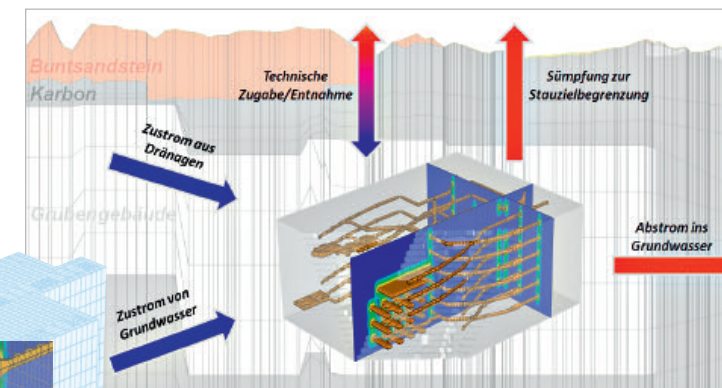 Buntsandstein
Karbon
Technische
Zugabe/Entnahme
Sümpfung zur
Stauzielbegrenzung
Zustrom aus
Dränagen
Grubengebäude
Abstrom ins
Grundwasser
Zustrom von
Grundwasser